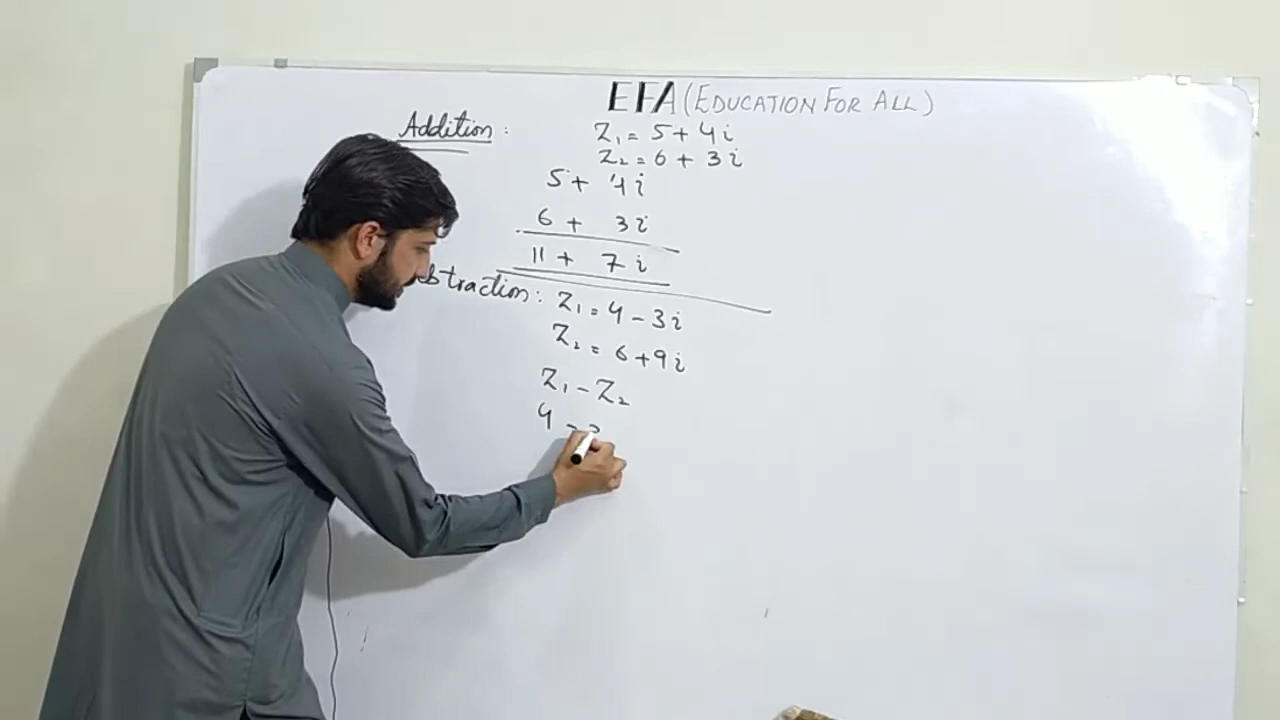 EFA (EDUCATION FOR ALL)
Addition :
Z₁ = 5 + 4i
Z₂ = 6 + 3i
5 + 4i
6 + 3i
11 + 7i
btraction : Z₁ = 4 - 3i
Z₂ = 6 + 9i
Z₁ - Z₂
4 -